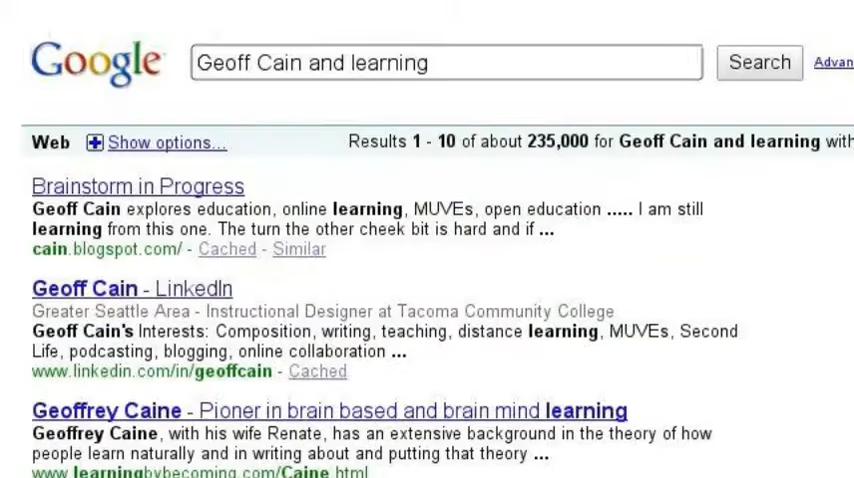 Google Geoff Cain and learning Search Advan
Web Show options... Results 1 - 10 of about 235,000 for Geoff Cain and learning with
Brainstorm in Progress
Geoff Cain explores education, online learning, MUVEs, open education ..... I am still
learning from this one. The turn the other cheek bit is hard and if ...
cain.blogspot.com/ - Cached - Similar
Geoff Cain - LinkedIn
Greater Seattle Area - Instructional Designer at Tacoma Community College
Geoff Cain's Interests: Composition, writing, teaching, distance learning, MUVEs, Second
Life, podcasting, blogging, online collaboration ...
www.linkedin.com/in/geoffcain - Cached
Geoffrey Caine - Pioner in brain based and brain mind learning
Geoffrey Caine, with his wife Renate, has an extensive background in the theory of how
people learn naturally and in writing about and putting that theory ...
www.learningbybecoming.com/Caine.html